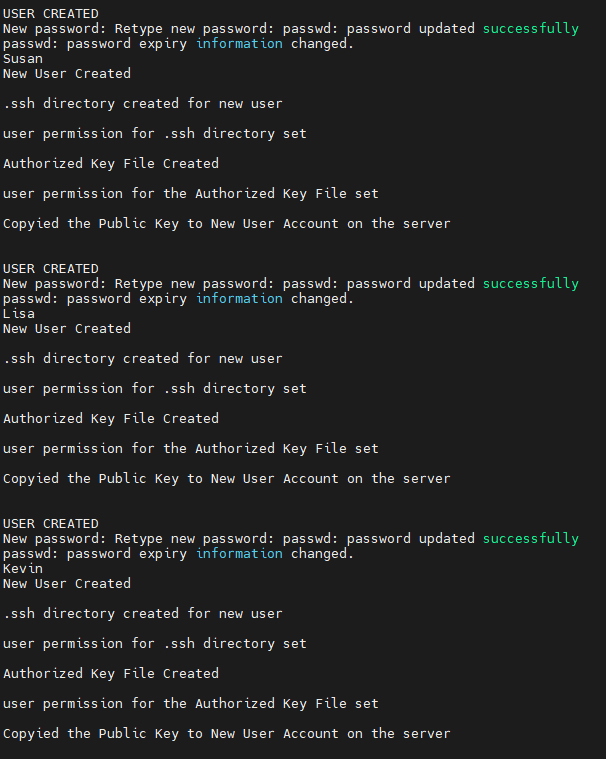 USER CREATED
New password: Retype new password: passwd: password updated successfully
passwd: password expiry information changed.
Susan
New User Created
.ssh directory created for new user
user permission for .ssh directory set
Authorized Key File Created
user permission for the Authorized Key File set
Copyied the Public Key to New User Account on the server
USER CREATED
New password: Retype new password: passwd: password updated successfully
passwd: password expiry information changed.
Lisa
New User Created
.ssh directory created for new user
user permission for .ssh directory set
Authorized Key File Created
user permission for the Authorized Key File set
Copyied the Public Key to New User Account on the server
USER CREATED
New password: Retype new password: passwd: password updated successfully
passwd: password expiry information changed.
Kevin
New User Created
.ssh directory created for new user
user permission for .ssh directory set
Authorized Key File Created
user permission for the Authorized Key File set
Copyied the Public Key to New User Account on the server